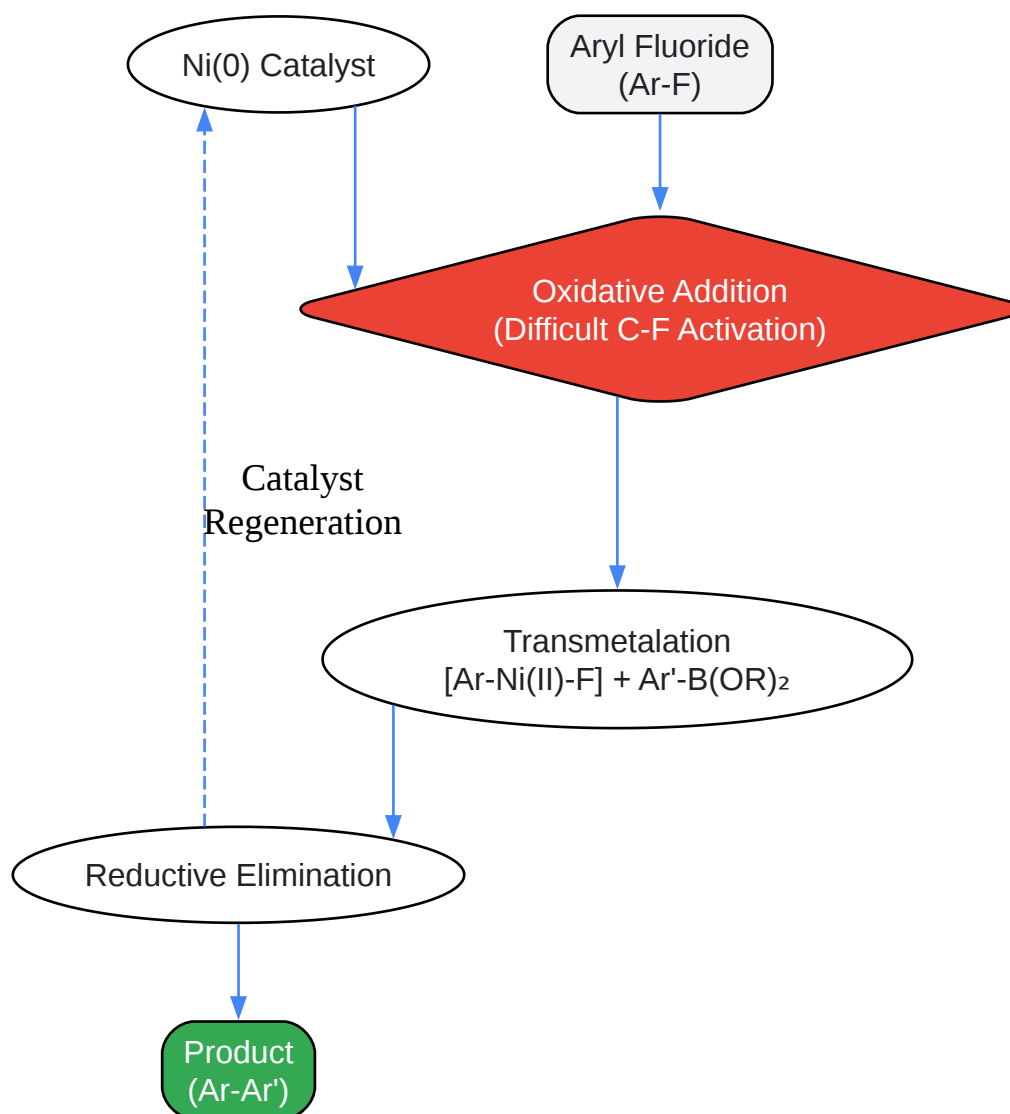 Ni(0) Catalyst
Aryl Fluoride
(Ar-F)
Oxidative Addition
(Difficult C-F Activation)
Catalyst
Regeneration
Transmetalation
[Ar-Ni(II)-F] + Ar'-B(OR)₂
Reductive Elimination
Product
(Ar-Ar')